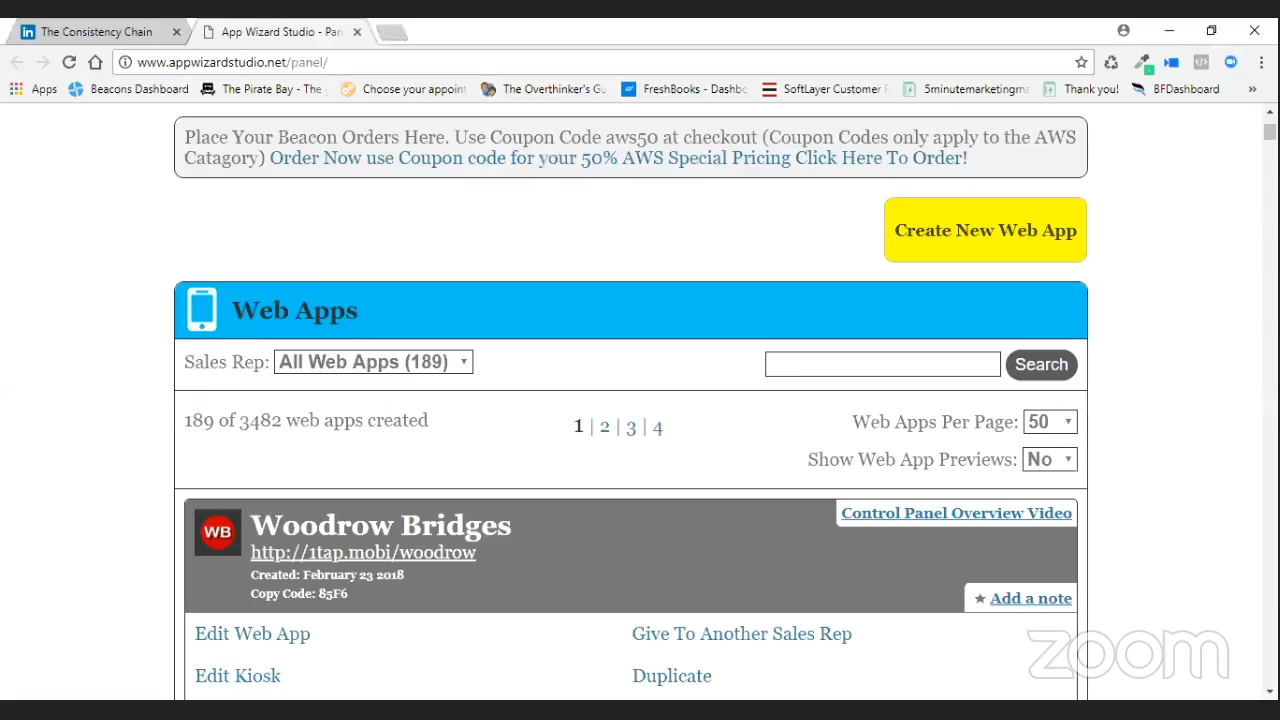 The Consistency Chain
App Wizard Studio - Pan
www.appwizardstudio.net/panel/
Apps Beacons Dashboard The Pirate Bay - The Choose your appoint The Overthinker's Gu FreshBooks - Dashbo SoftLayer Customer 5minutemarketingma Thank you! BFDashboard »
Place Your Beacon Orders Here. Use Coupon Code aws50 at checkout (Coupon Codes only apply to the AWS
Catagory) Order Now use Coupon code for your 50% AWS Special Pricing Click Here To Order!
Create New Web App
Web Apps
Sales Rep: All Web Apps (189)
Search
189 of 3482 web apps created
1 | 2 | 3 | 4
Web Apps Per Page: 50
Show Web App Previews: No
WB
Woodrow Bridges
Control Panel Overview Video
http://1tap.mobi/woodrow
Created: February 23 2018
Copy Code: 85F6
★ Add a note
Edit Web App
Give To Another Sales Rep
Edit Kiosk
Duplicate
zoom